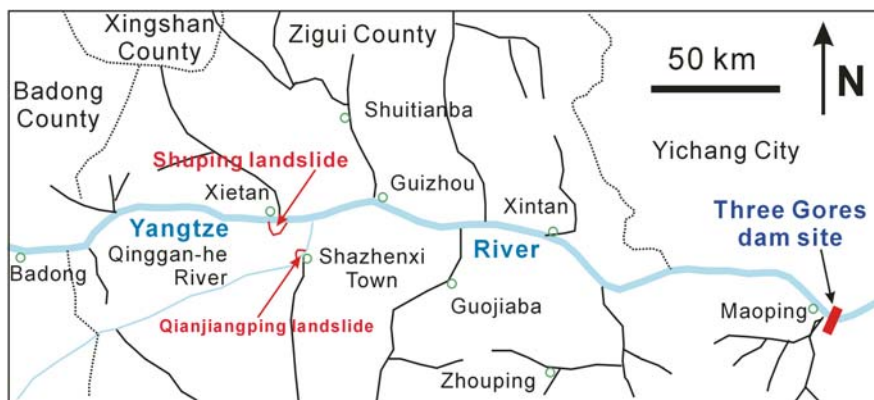 Xingshan
County
Zigui County
50 km
N
Badong
County
Shuitianba
Yichang City
Shuping landslide
Xietan
Guizhou
Xintan
Three Gores
dam site
Yangtze
River
Qinggan-he
River
Shazhenxi
Town
Badong
Guojiaba
Maoping
Qianjiangping landslide
Zhouping